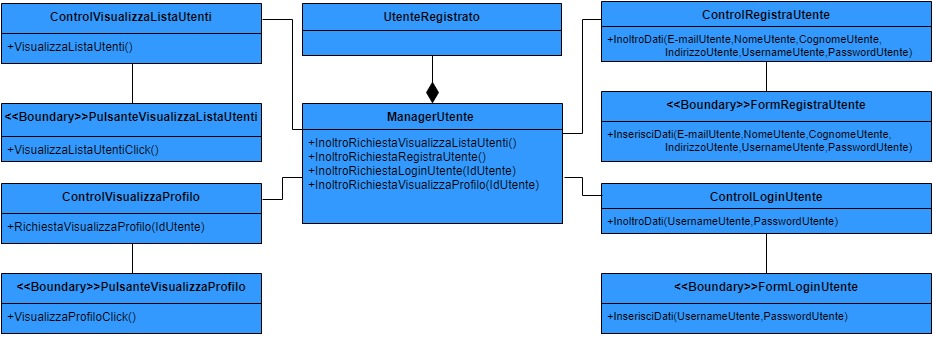 ControlVisualizzaListaUtenti
+VisualizzaListaUtenti()
<<Boundary>>PulsanteVisualizzaListaUtenti
+VisualizzaListaUtentiClick()
ControlVisualizzaProfilo
+RichiestaVisualizzaProfilo(IdUtente)
<<Boundary>>PulsanteVisualizzaProfilo
+VisualizzaProfiloClick()
UtenteRegistrato
ManagerUtente
+InoltroRichiestaVisualizzaListaUtenti()
+InoltroRichiestaRegistraUtente()
+InoltroRichiestaLoginUtente(IdUtente)
+InoltroRichiestaVisualizzaProfilo(IdUtente)
ControlRegistraUtente
+InoltroDati(E-mailUtente,NomeUtente,CognomeUtente,
IndirizzoUtente,UsernameUtente,PasswordUtente)
<<Boundary>>FormRegistraUtente
+InserisciDati(E-mailUtente,NomeUtente,CognomeUtente,
IndirizzoUtente,UsernameUtente,PasswordUtente)
ControlLoginUtente
+InoltroDati(UsernameUtente,PasswordUtente)
<<Boundary>>FormLoginUtente
+InserisciDati(UsernameUtente,PasswordUtente)